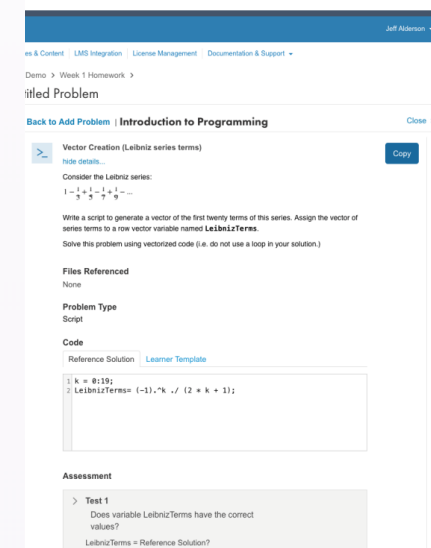 Jeff Alderson
es & Content LMS Integration License Management Documentation & Support
Demo > Week 1 Homework >
itled Problem
Back to Add Problem | Introduction to Programming Close
>_ Vector Creation (Leibniz series terms) Copy
hide details...
Consider the Leibniz series:
1 − 1/3 + 1/5 − 1/7 + 1/9 − ...
Write a script to generate a vector of the first twenty terms of this series. Assign the vector of
series terms to a row vector variable named LeibnizTerms.
Solve this problem using vectorized code (i.e. do not use a loop in your solution.)
Files Referenced
None
Problem Type
Script
Code
Reference Solution Learner Template
1 k = 0:19;
2 LeibnizTerms= (-1).^k ./ (2 * k + 1);
Assessment
> Test 1
Does variable LeibnizTerms have the correct
values?
LeibnizTerms = Reference Solution?